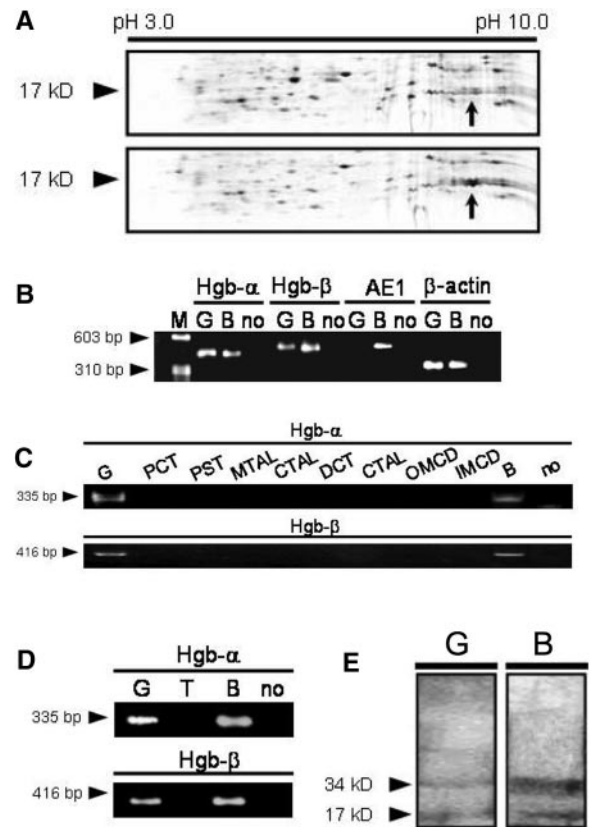 A
pH 3.0 pH 10.0
17 kD
17 kD
B
Hgb-α Hgb-β AE1 β-actin
M G B no G B no G B no G B no
603 bp
310 bp
Hgb-α
C
G PCT PST MTAL CTAL DCT CTAL OMCD IMCD B no
335 bp
Hgb-β
416 bp
D
Hgb-α
G T B no
335 bp
Hgb-β
416 bp
E
G B
34 kD
17 kD